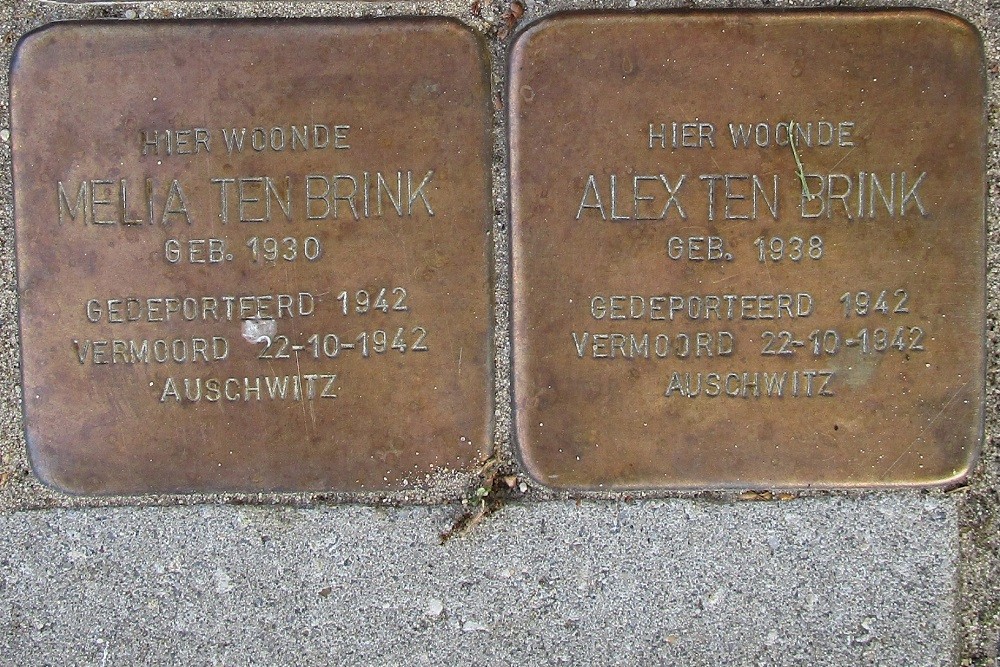 HIER WOONDE
MELIA TEN BRINK
GEB. 1930
GEDEPORTEERD 1942
VERMOORD 22-10-1942
AUSCHWITZ
HIER WOONDE
ALEX TEN BRINK
GEB. 1938
GEDEPORTEERD 1942
VERMOORD 22-10-1942
AUSCHWITZ